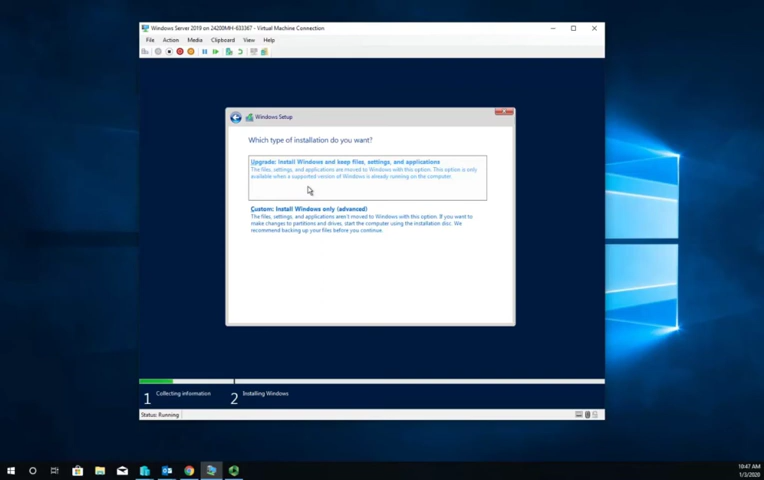 Windows Server 2019 on 24200MH-633367 - Virtual Machine Connection
File Action Media Clipboard View Help
Windows Setup
Which type of installation do you want?
Upgrade: Install Windows and keep files, settings, and applications
The files, settings, and applications are moved to Windows with this option. This option is only
available when a supported version of Windows is already running on the computer.
Custom: Install Windows only (advanced)
The files, settings, and applications aren't moved to Windows with this option. If you want to
make changes to partitions and drives, start the computer using the installation disc. We
recommend backing up your files before you continue.
1 Collecting information 2 Installing Windows
Status: Running
10:47 AM
1/3/2020